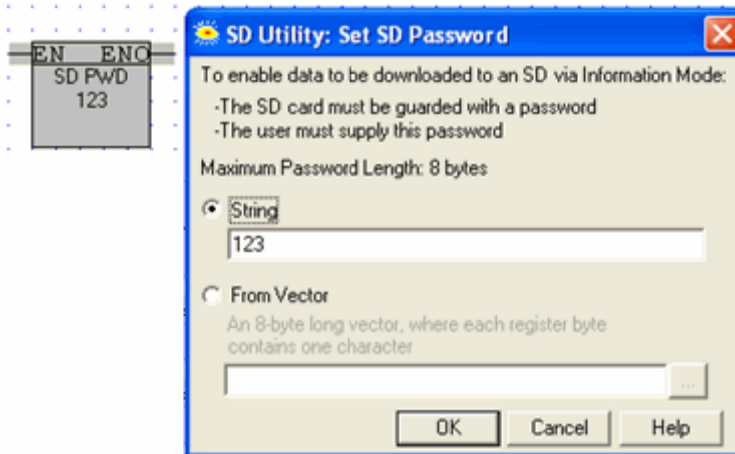 EN ENO
SD PWD
123
SD Utility: Set SD Password
To enable data to be downloaded to an SD via Information Mode:
-The SD card must be guarded with a password
-The user must supply this password
Maximum Password Length: 8 bytes
String
123
From Vector
An 8-byte long vector, where each register byte
contains one character
...
OK Cancel Help